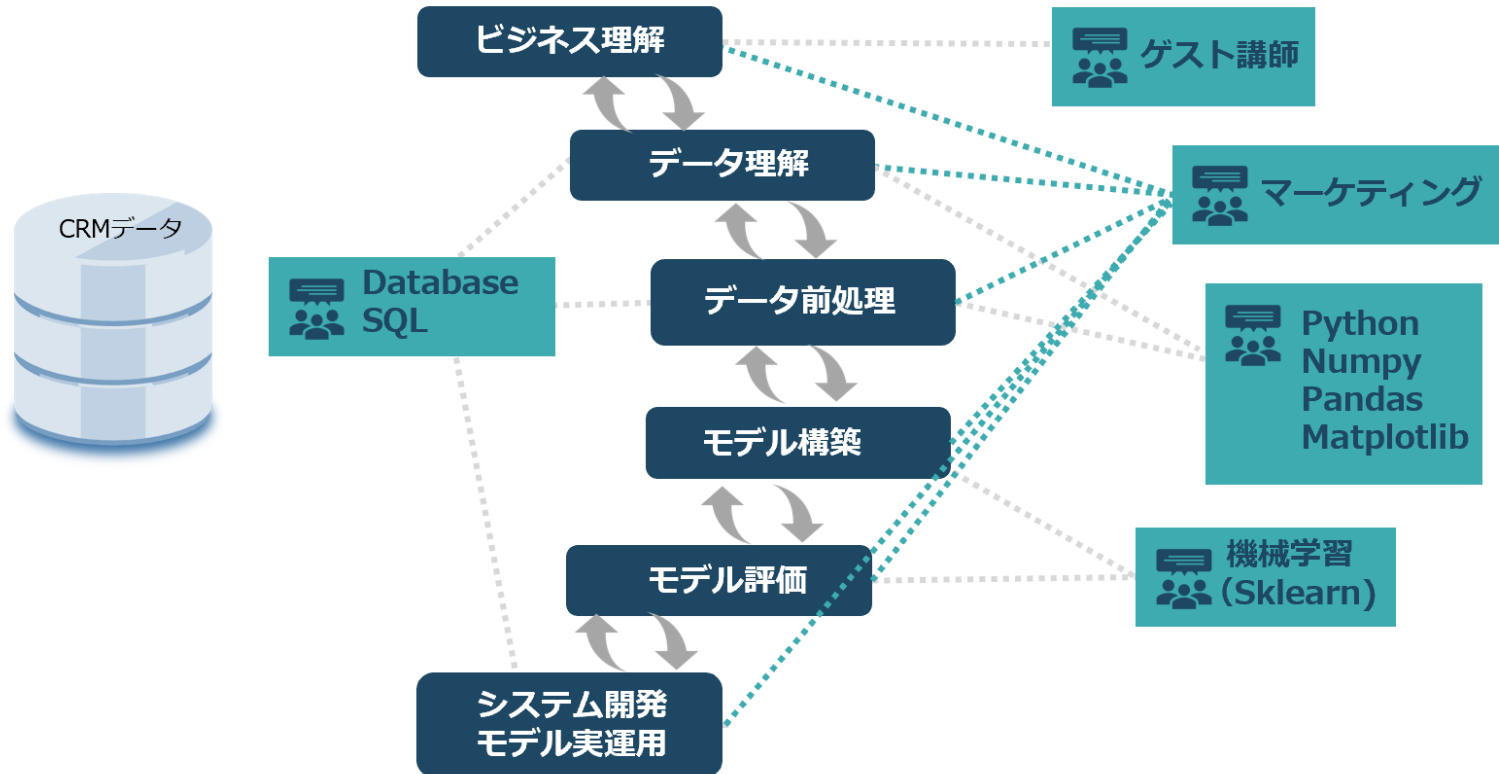 ビジネス理解
ゲスト講師
データ理解
マーケティング
CRMデータ
Database
SQL
データ前処理
Python
Numpy
Pandas
Matplotlib
モデル構築
機械学習
(Sklearn)
モデル評価
システム開発
モデル実運用